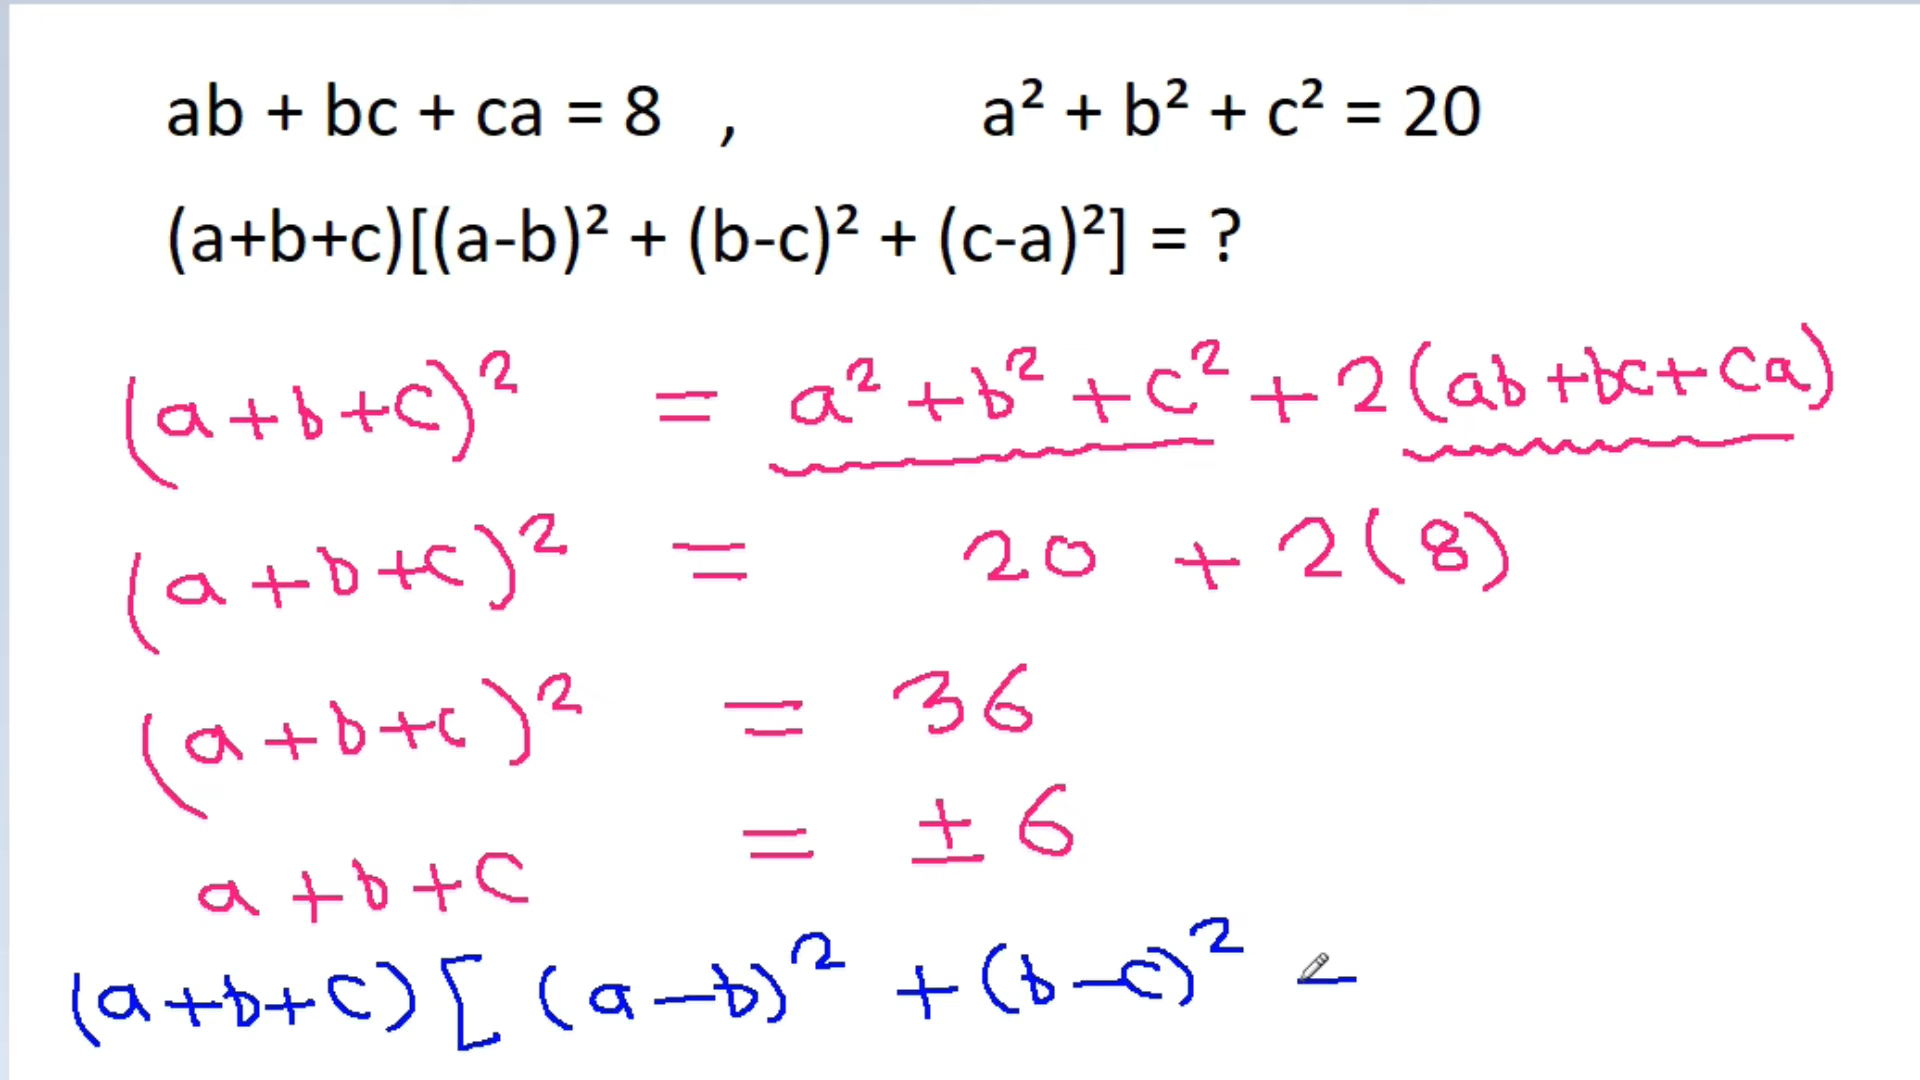 ab + bc + ca = 8 , a² + b² + c² = 20
(a+b+c)[(a-b)² + (b-c)² + (c-a)²] = ?
(a+b+c)² = a² + b² + c² + 2(ab+bc+ca)
(a+b+c)² = 20 + 2(8)
(a+b+c)² = 36
a+b+c = ±6
(a+b+c)[(a-b)² + (b-c)² -